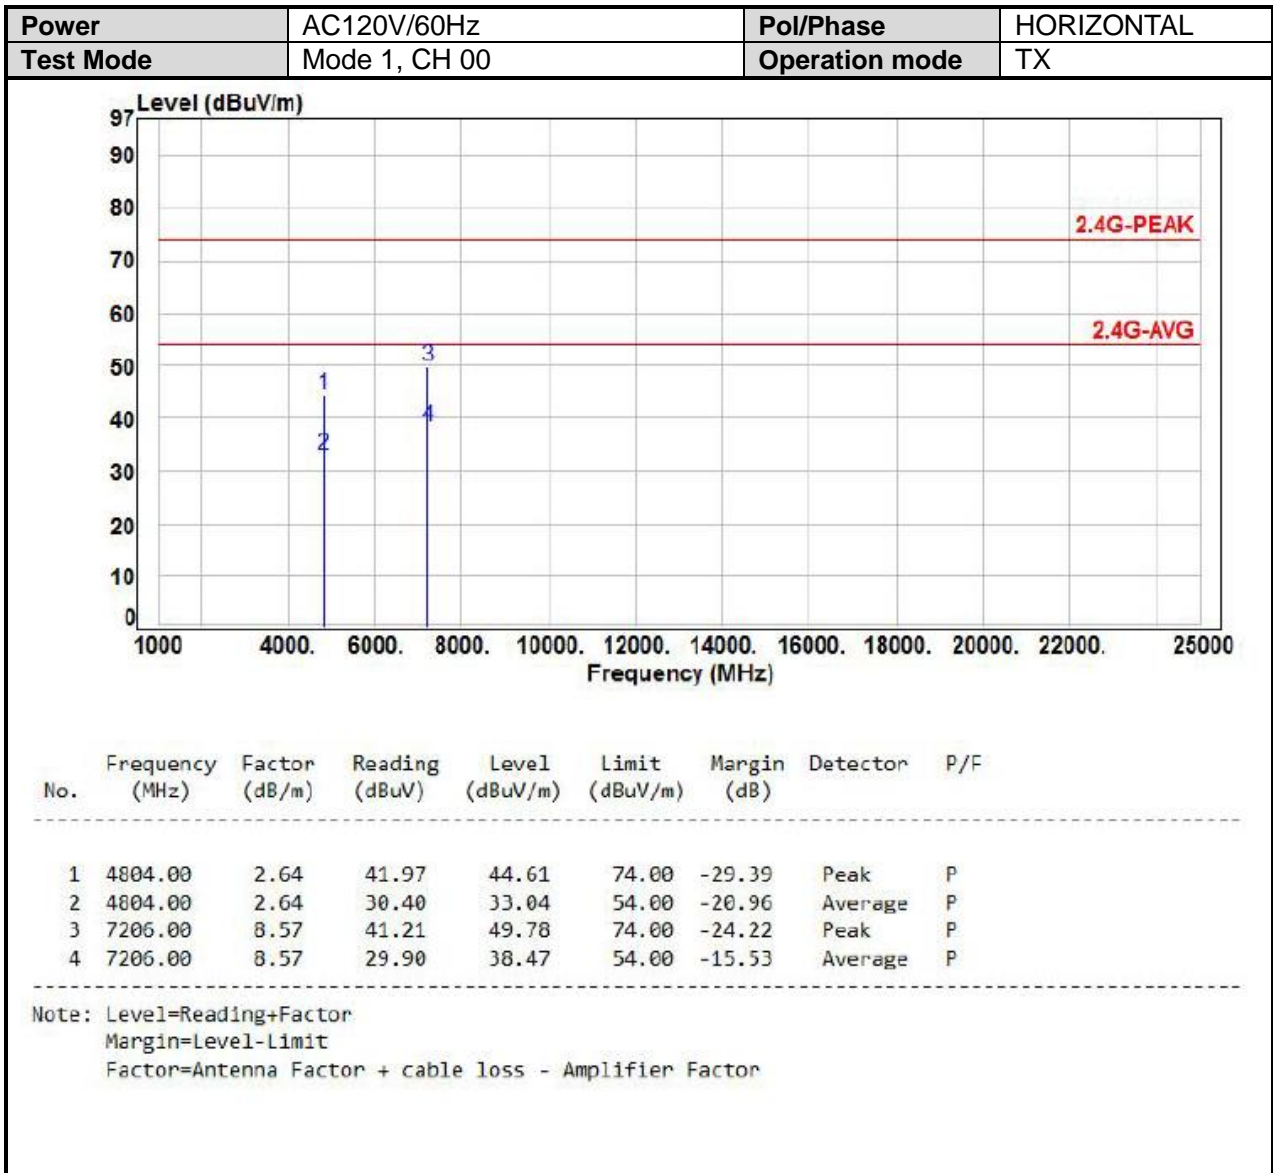 Power AC120V/60Hz Pol/Phase HORIZONTAL
Test Mode Mode 1, CH 00 Operation mode TX
Level (dBuV/m)
97
90
80
2.4G-PEAK
70
60
2.4G-AVG
50
3
1
40
4
2
30
20
10
0
1000 4000. 6000. 8000. 10000. 12000. 14000. 16000. 18000. 20000. 22000. 25000
Frequency (MHz)
Frequency Factor Reading Level Limit Margin Detector P/F
No. (MHz) (dB/m) (dBuV) (dBuV/m) (dBuV/m) (dB)
1 4804.00 2.64 41.97 44.61 74.00 -29.39 Peak P
2 4804.00 2.64 30.40 33.04 54.00 -20.96 Average P
3 7206.00 8.57 41.21 49.78 74.00 -24.22 Peak P
4 7206.00 8.57 29.90 38.47 54.00 -15.53 Average P
Note: Level=Reading+Factor
Margin=Level-Limit
Factor=Antenna Factor + cable loss - Amplifier Factor